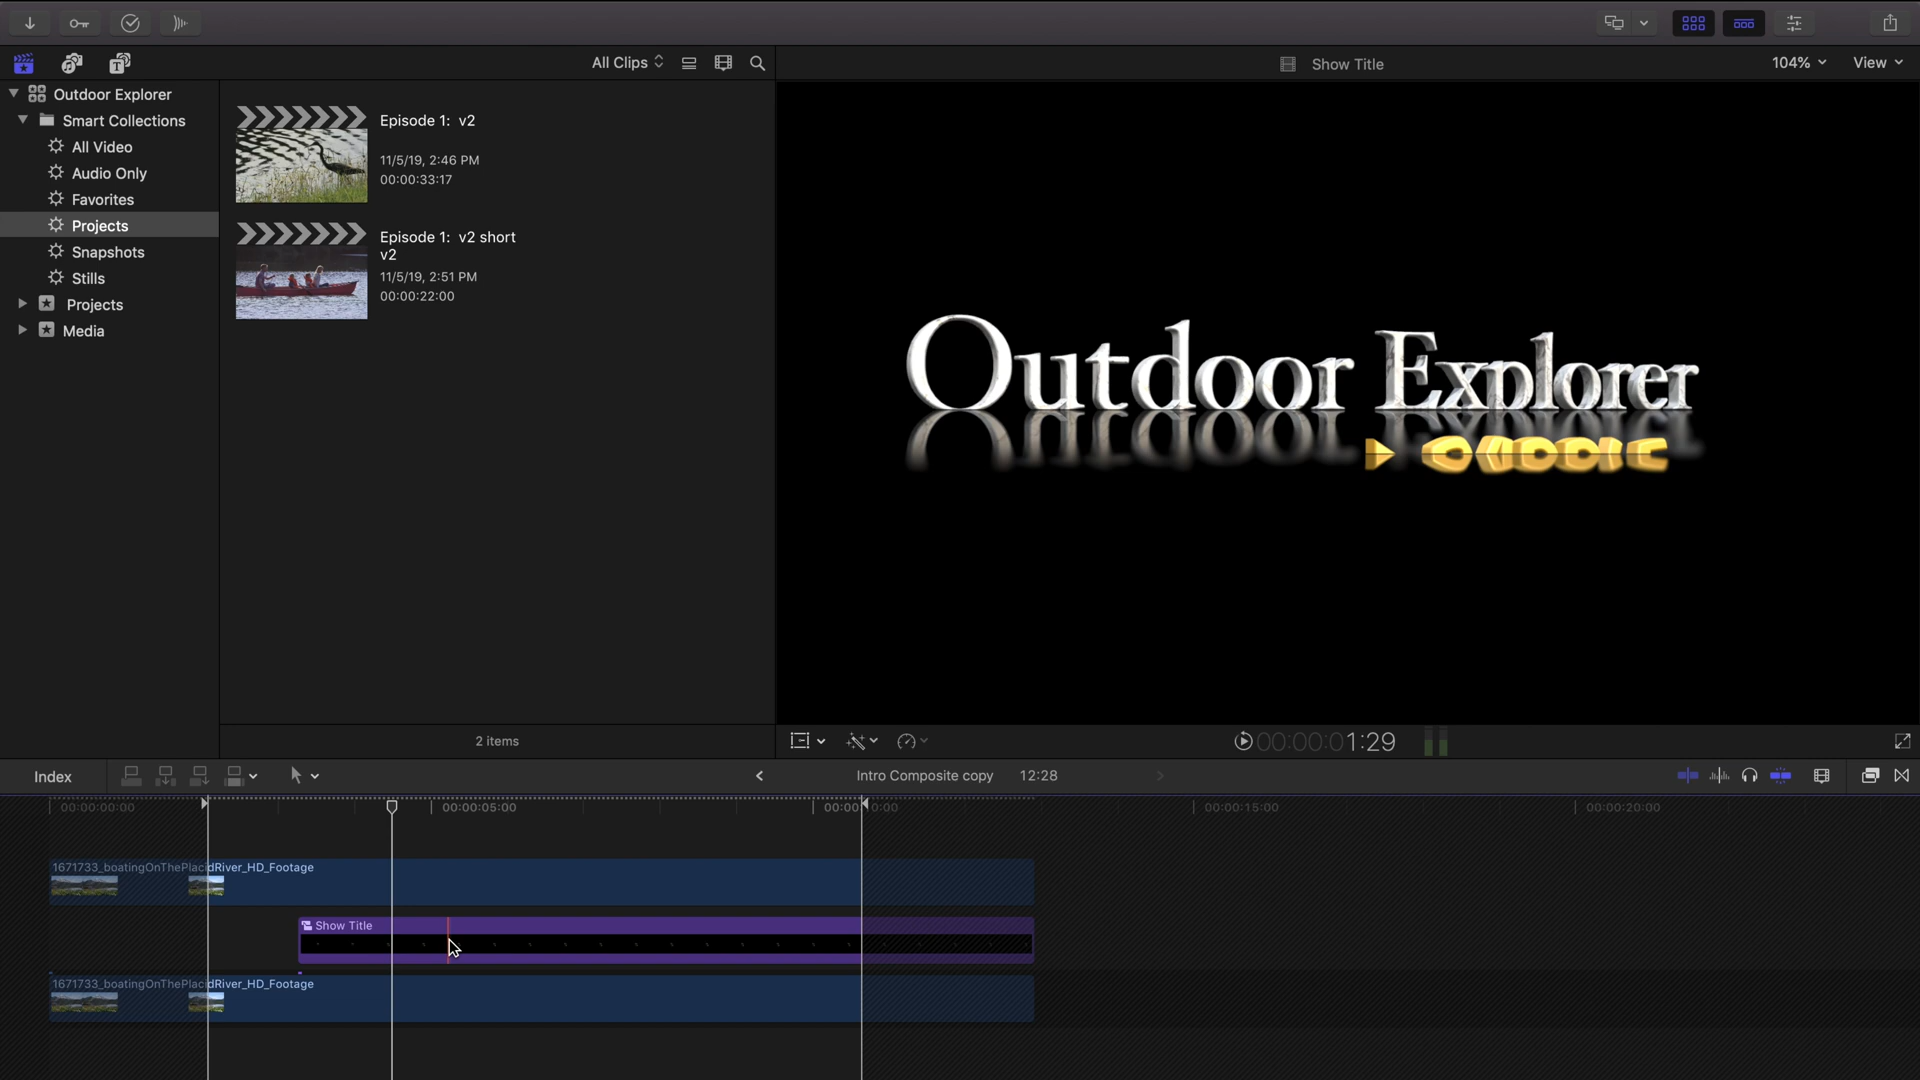 All Clips
Show Title
104%
View
Outdoor Explorer
Smart Collections
All Video
Audio Only
Favorites
Projects
Snapshots
Stills
Projects
Media
Episode 1: v2
11/5/19, 2:46 PM
00:00:33:17
Episode 1: v2 short
v2
11/5/19, 2:51 PM
00:00:22:00
Outdoor Explorer
2 items
00:00:01:29
Index
Intro Composite copy
12:28
00:00:00:00
00:00:05:00
00:00:15:00
00:00:20:00
1671733_boatingOnThePlacidRiver_HD_Footage
Show Title
1671733_boatingOnThePlacidRiver_HD_Footage